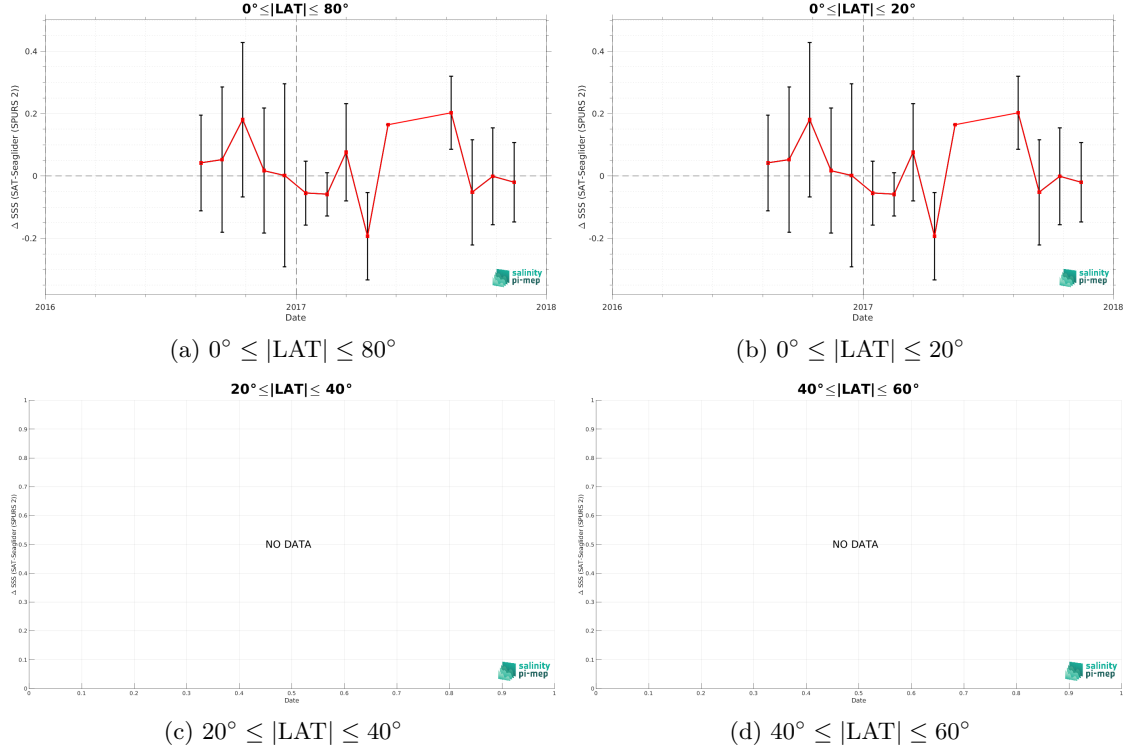 0°≤|LAT|≤ 80°
Δ SSS (SAT-Seaglider (SPURS 2))
0.4
0.2
0
-0.2
2016
2017
2018
Date
salinity
pi-mep
(a) 0° ≤ |LAT| ≤ 80°
0°≤|LAT|≤ 20°
Δ SSS (SAT-Seaglider (SPURS 2))
0.4
0.2
0
-0.2
2016
2017
2018
Date
salinity
pi-mep
(b) 0° ≤ |LAT| ≤ 20°
20°≤|LAT|≤ 40°
Δ SSS (SAT-Seaglider (SPURS 2))
1
0.9
0.8
0.7
0.6
0.5
0.4
0.3
0.2
0.1
0
NO DATA
0 0.1 0.2 0.3 0.4 0.5 0.6 0.7 0.8 0.9 1
Date
salinity
pi-mep
(c) 20° ≤ |LAT| ≤ 40°
40°≤|LAT|≤ 60°
Δ SSS (SAT-Seaglider (SPURS 2))
1
0.9
0.8
0.7
0.6
0.5
0.4
0.3
0.2
0.1
0
NO DATA
0 0.1 0.2 0.3 0.4 0.5 0.6 0.7 0.8 0.9 1
Date
salinity
pi-mep
(d) 40° ≤ |LAT| ≤ 60°